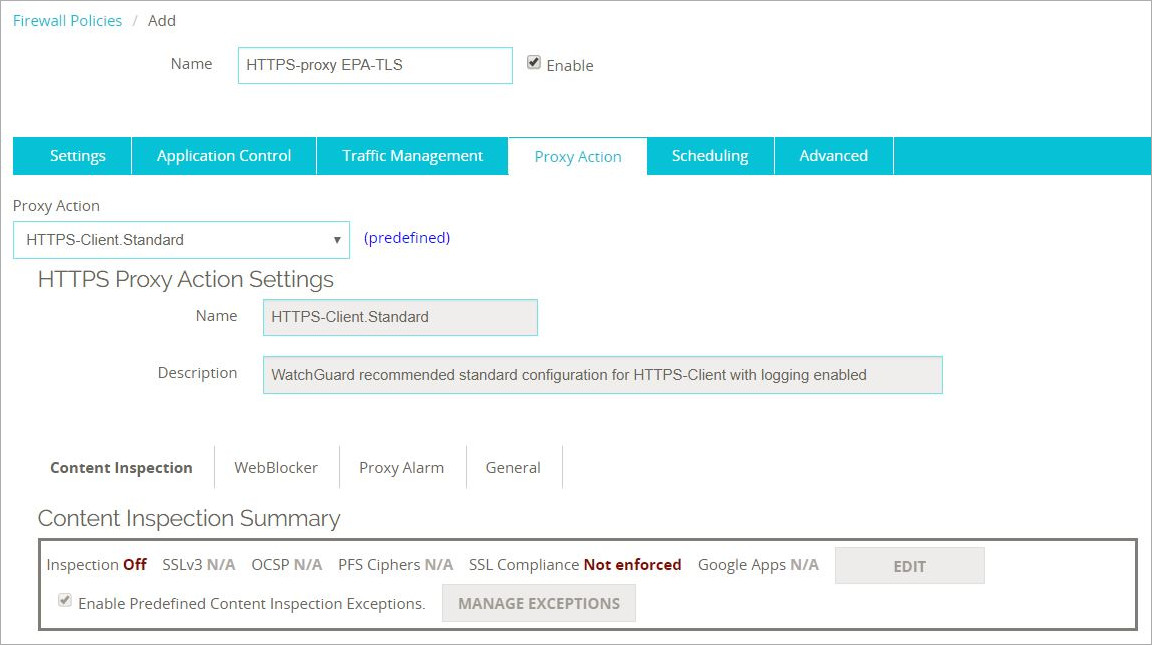 Firewall Policies / Add
Name HTTPS-proxy EPA-TLS Enable
Settings Application Control Traffic Management Proxy Action Scheduling Advanced
Proxy Action
HTTPS-Client.Standard (predefined)
HTTPS Proxy Action Settings
Name HTTPS-Client.Standard
Description WatchGuard recommended standard configuration for HTTPS-Client with logging enabled
Content Inspection WebBlocker Proxy Alarm General
Content Inspection Summary
Inspection Off SSLv3 N/A OCSP N/A PFS Ciphers N/A SSL Compliance Not enforced Google Apps N/A EDIT
Enable Predefined Content Inspection Exceptions. MANAGE EXCEPTIONS